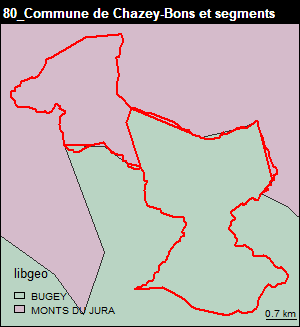 80_Commune de Chazey-Bons et segments
libgeo
BUGEY
MONTS DU JURA
0.7 km